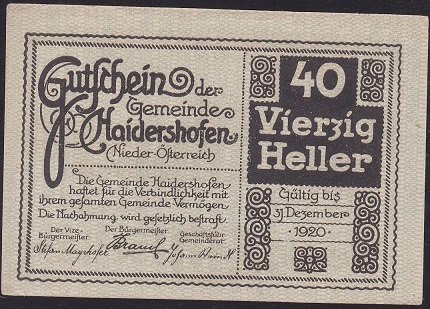 Gutschein der
Gemeinde
Haidershofen
Nieder-Österreich
Die Gemeinde Haidershofen
haftet für die Verbindlichkeit mit
ihrem gesamten Gemeinde Vermögen.
Die Nachahmung wird gesetzlich bestraft.
Der Vize-
Bürgermeister
Der Bürgermeister
Geschäftsführ.
Gemeinderat:
Stefan Mayrhofer
40
Vierzig
Heller
Gültig bis
31. Dezember
1920